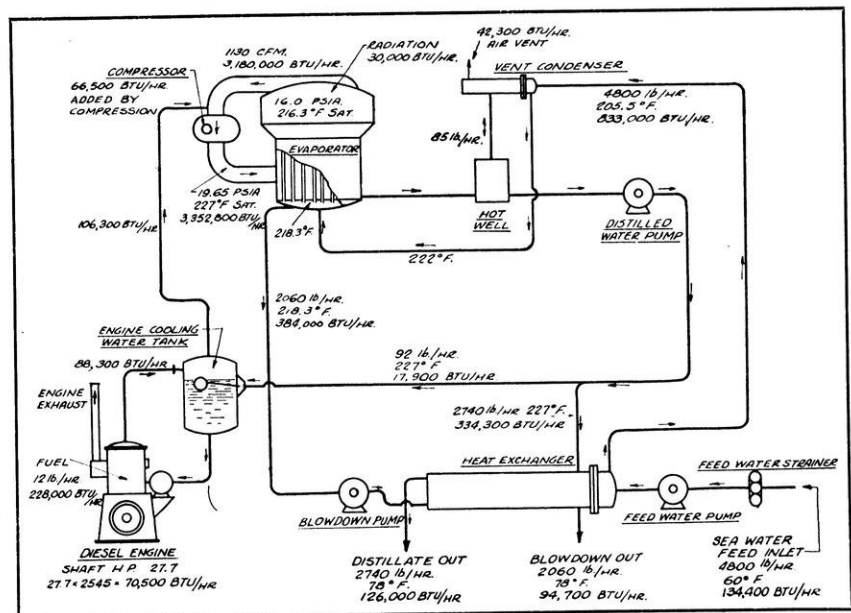 1130 CFM.
3,180,000 BTU/HR.
RADIATION
30,000 BTU/HR.
42,300 BTU/HR.
AIR VENT
COMPRESSOR
66,500 BTU/HR.
ADDED BY
COMPRESSION
VENT CONDENSER
4800 lb/HR.
205.5° F.
833,000 BTU/HR.
16.0 PSIA
216.3°F SAT.
EVAPORATOR
85 lb/HR.
19.65 PSIA
227°F SAT.
3,352,800 BTU/HR
218.3°F.
HOT
WELL
DISTILLED
WATER PUMP
106,300 BTU/HR
222°F.
2060 lb/HR.
218.3° F.
384,000 BTU/HR.
ENGINE COOLING
WATER TANK
88,300 BTU/HR
92 lb./HR.
227° F
17,900 BTU/HR.
ENGINE
EXHAUST
2740 lb/HR 227°F.
334,300 BTU/HR.
HEAT EXCHANGER
FEED WATER STRAINER
FUEL
12 lb/HR
228,000 BTU/HR
BLOWDOWN PUMP
FEED WATER PUMP
DIESEL ENGINE
SHAFT H.P. 27.7
27.7 × 2545 = 70,500 BTU/HR
DISTILLATE OUT
2740 lb/HR.
78° F.
126,000 BTU/HR.
BLOWDOWN OUT
2060 lb/HR.
78° F.
94,700 BTU/HR.
SEA WATER
FEED INLET
4800 lb/HR.
60° F
134,400 BTU/HR.